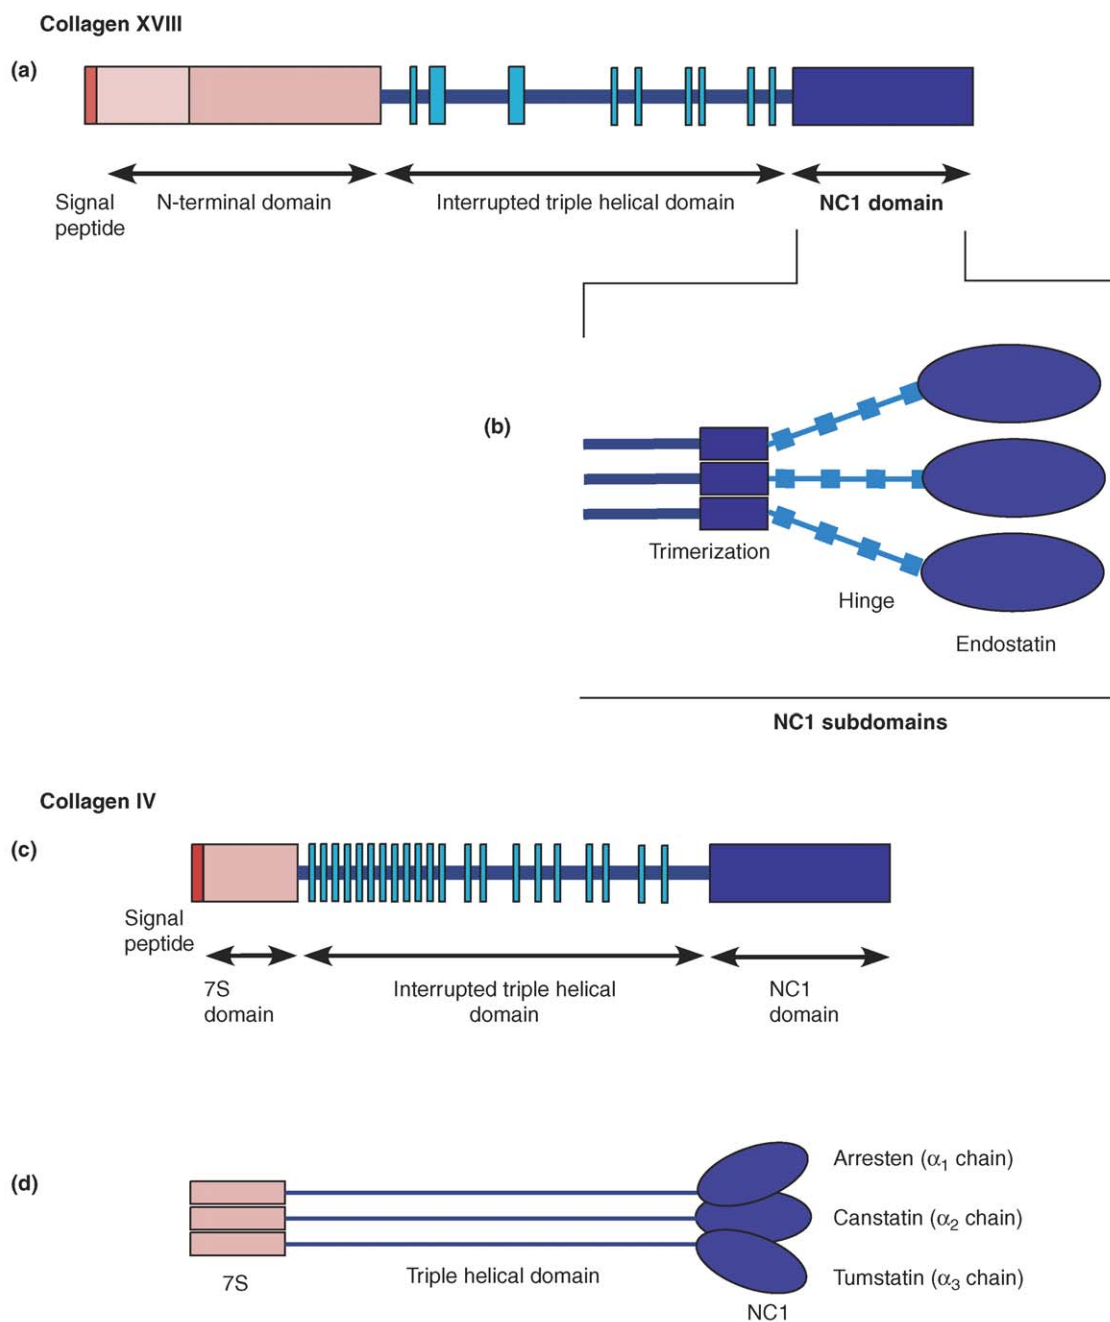 Collagen XVIII
(a)
Signal
peptide
N-terminal domain
Interrupted triple helical domain
NC1 domain
(b)
Trimerization
Hinge
Endostatin
NC1 subdomains
Collagen IV
(c)
Signal
peptide
7S
domain
Interrupted triple helical
domain
NC1
domain
(d)
Arresten (α₁ chain)
Canstatin (α₂ chain)
Tumstatin (α₃ chain)
7S
Triple helical domain
NC1